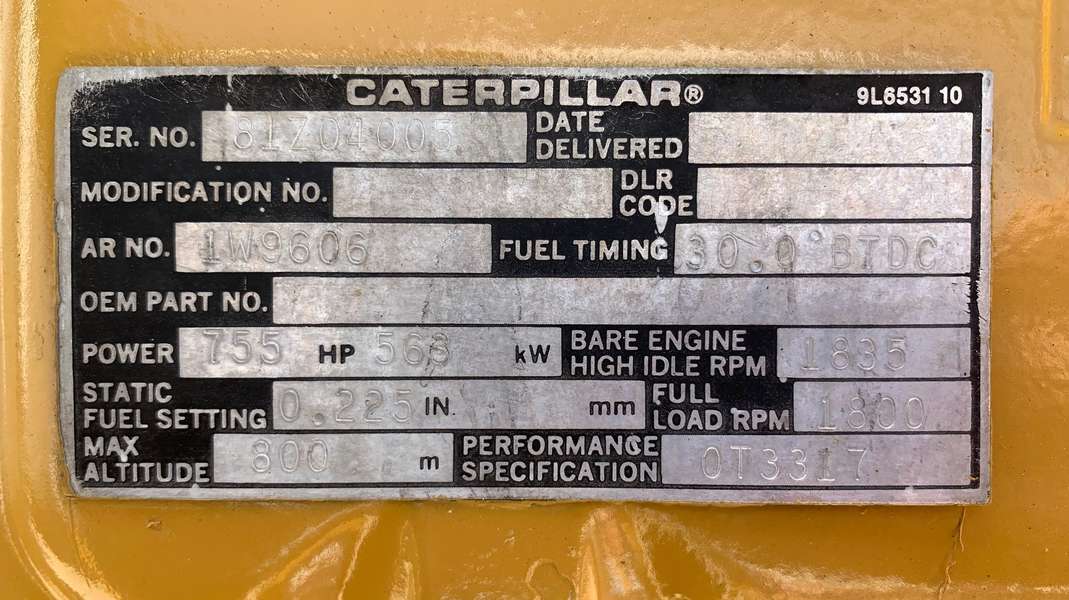 CATERPILLAR® 9L6531 10
SER. NO. 81Z04005 DATE DELIVERED
MODIFICATION NO. DLR CODE
AR NO. 1W9606 FUEL TIMING 30.0° BTDC
OEM PART NO.
POWER 755 HP 563 kW BARE ENGINE HIGH IDLE RPM 1835
STATIC FUEL SETTING 0.225 IN. mm FULL LOAD RPM 1800
MAX ALTITUDE 800 m PERFORMANCE SPECIFICATION 0T3317